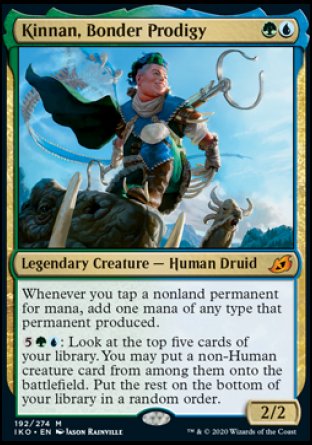 Kinnan, Bonder Prodigy
Legendary Creature — Human Druid
Whenever you tap a nonland permanent
for mana, add one mana of any type that
permanent produced.
5 : Look at the top five cards of
your library. You may put a non-Human
creature card from among them onto the
battlefield. Put the rest on the bottom of
your library in a random order.
2/2
192/274 M
IKO • EN Jason Rainville
™ & © 2020 Wizards of the Coast